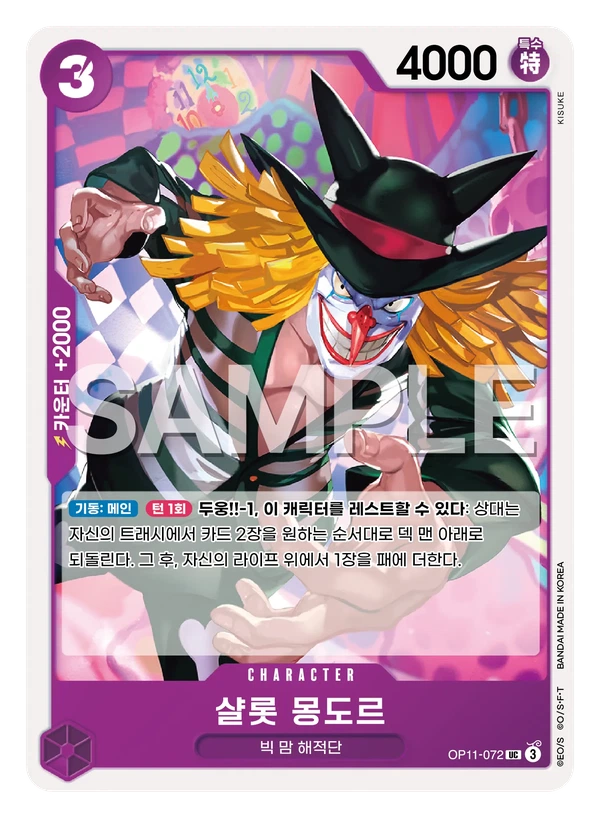 3
4000
특수
特
KISUKE
카운터 +2000
SAMPLE
기동: 메인 턴 1회 두웅!!-1, 이 캐릭터를 레스트할 수 있다: 상대는
자신의 트래시에서 카드 2장을 원하는 순서대로 덱 맨 아래로
되돌린다. 그 후, 자신의 라이프 위에서 1장을 패에 더한다.
CHARACTER
샬롯 몽도르
빅 맘 해적단
OP11-072 UC 3
©E.O/S ©O/S·F·T BANDAI MADE IN KOREA